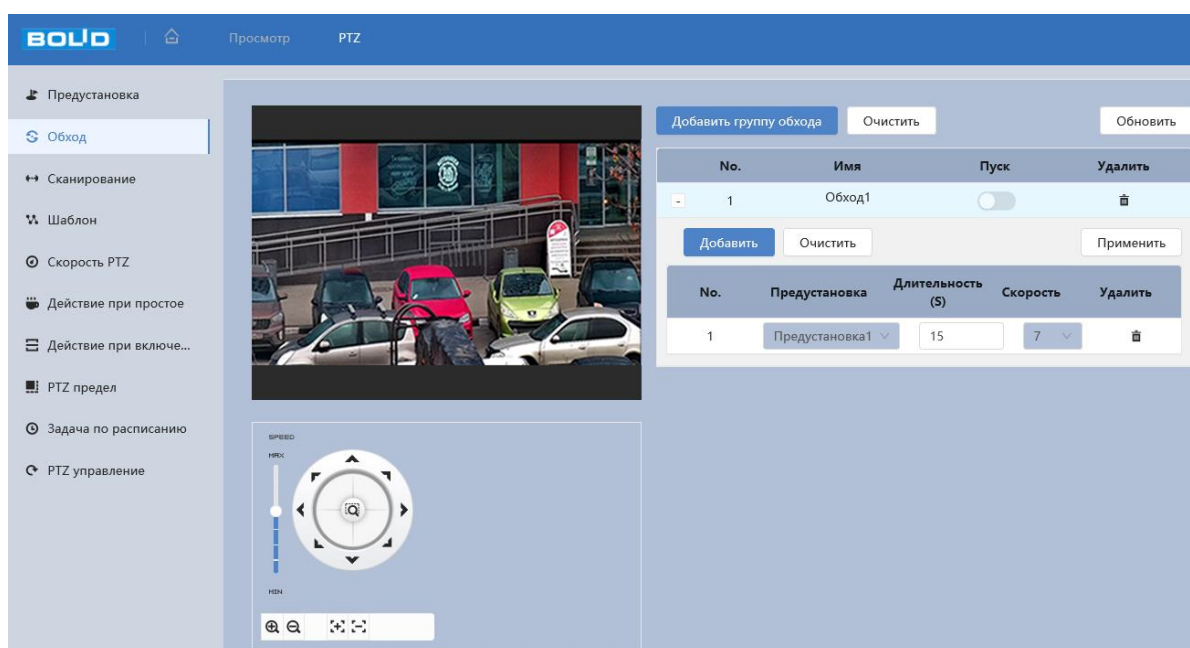 BOLID Просмотр PTZ
Предустановка
Обход
Сканирование
Шаблон
Скорость PTZ
Действие при простое
Действие при включе...
PTZ предел
Задача по расписанию
PTZ управление
Добавить группу обхода Очистить Обновить
No. Имя Пуск Удалить
- 1 Обход1
Добавить Очистить Применить
No. Предустановка Длительность (S) Скорость Удалить
1 Предустановка1 15 7
SPEED
MAX
MIN